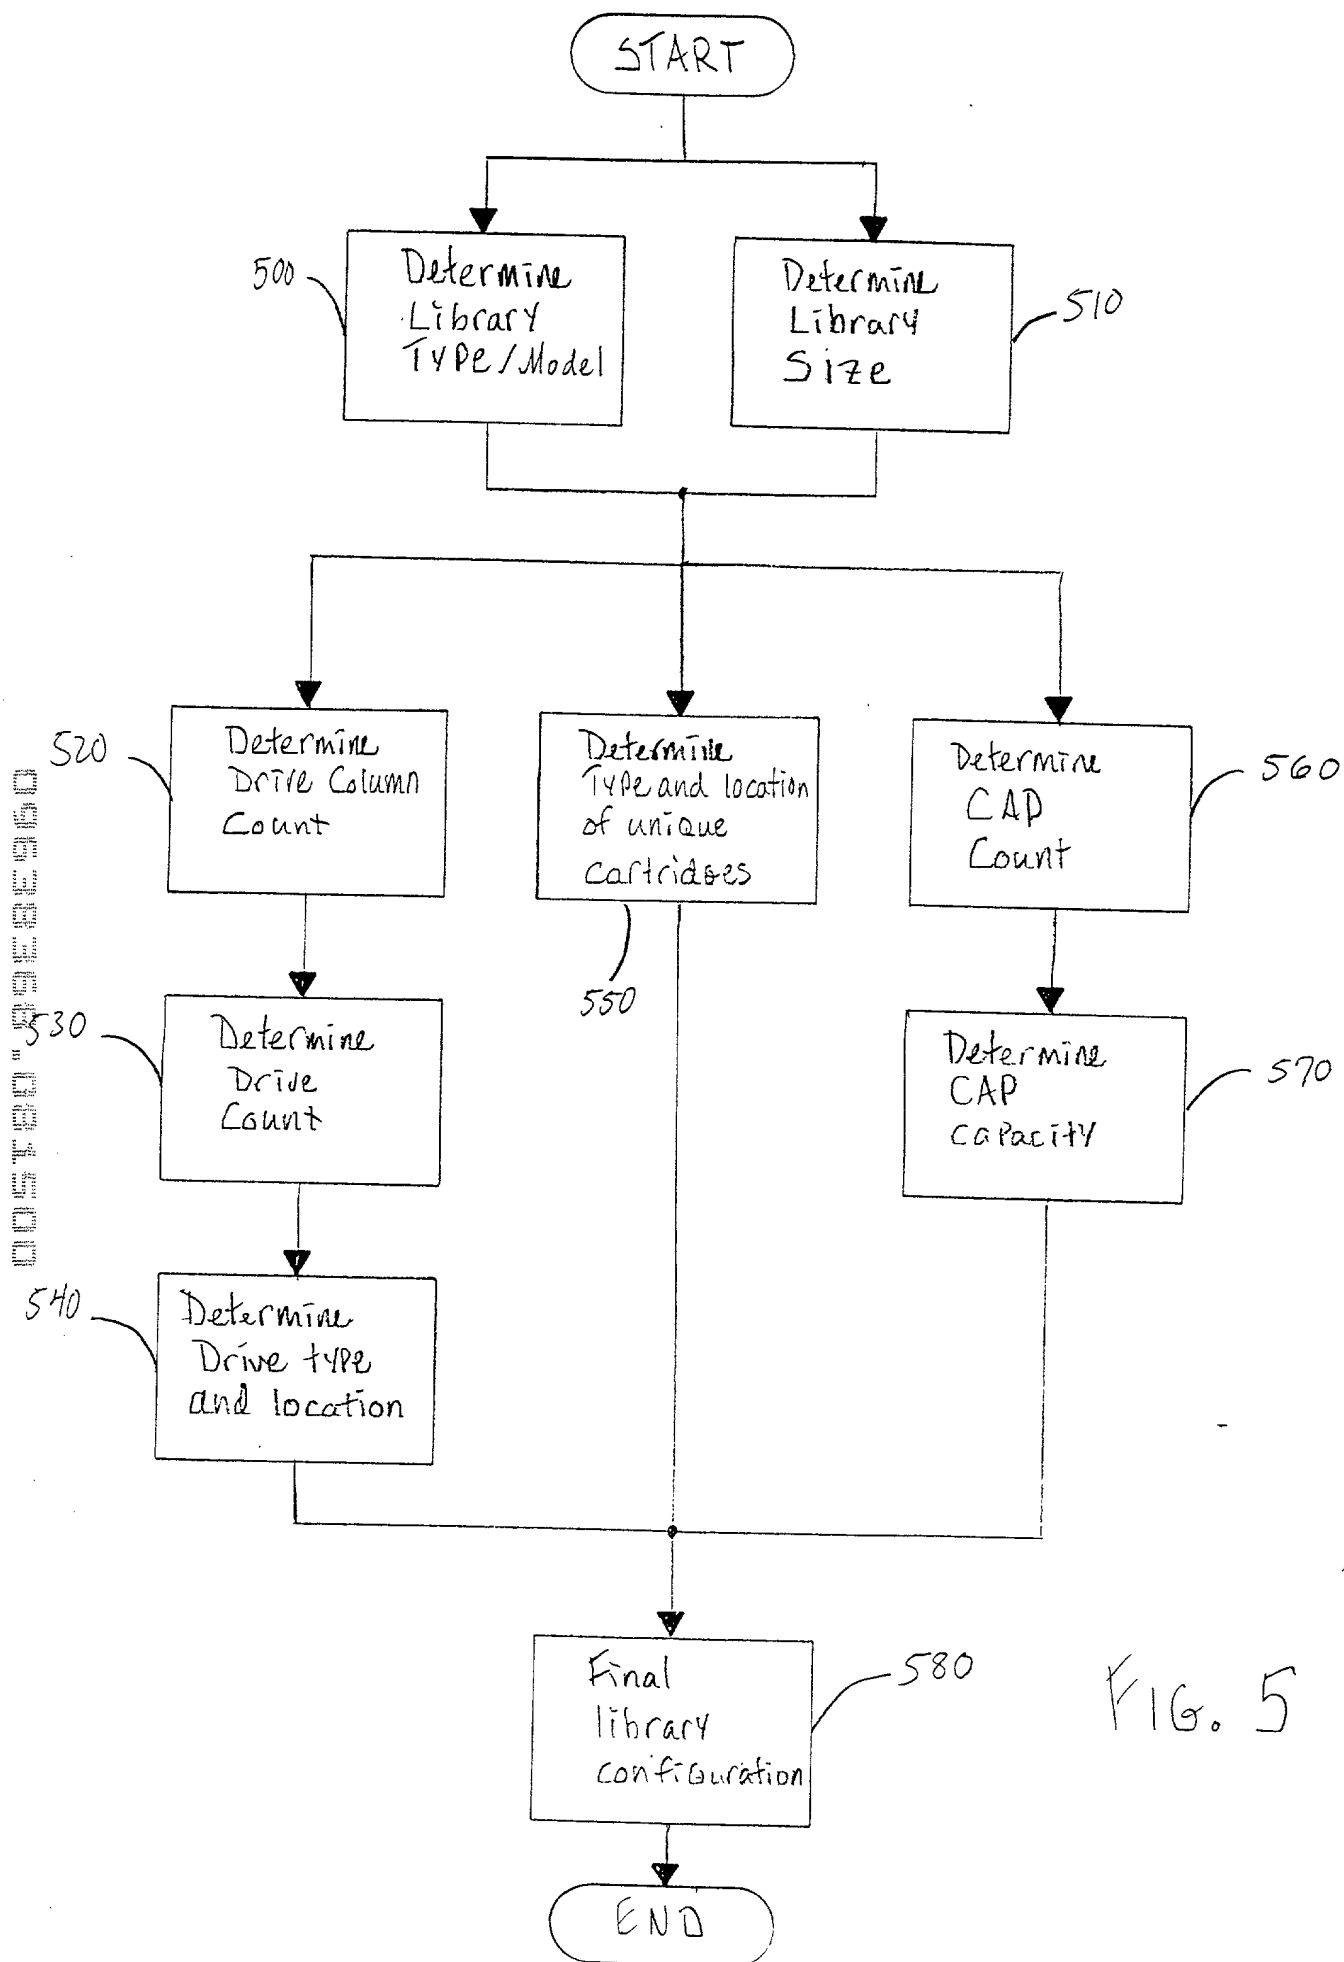 START
500
Determine
Library
Type/Model
Determine
Library
Size
510
520
Determine
Drive Column
Count
Determine
Type and location
of unique
cartridges
550
Determine
CAP
Count
560
530
Determine
Drive
Count
Determine
CAP
capacity
570
540
Determine
Drive type
and location
Final
library
configuration
580
END
FIG. 5
09638368.081500